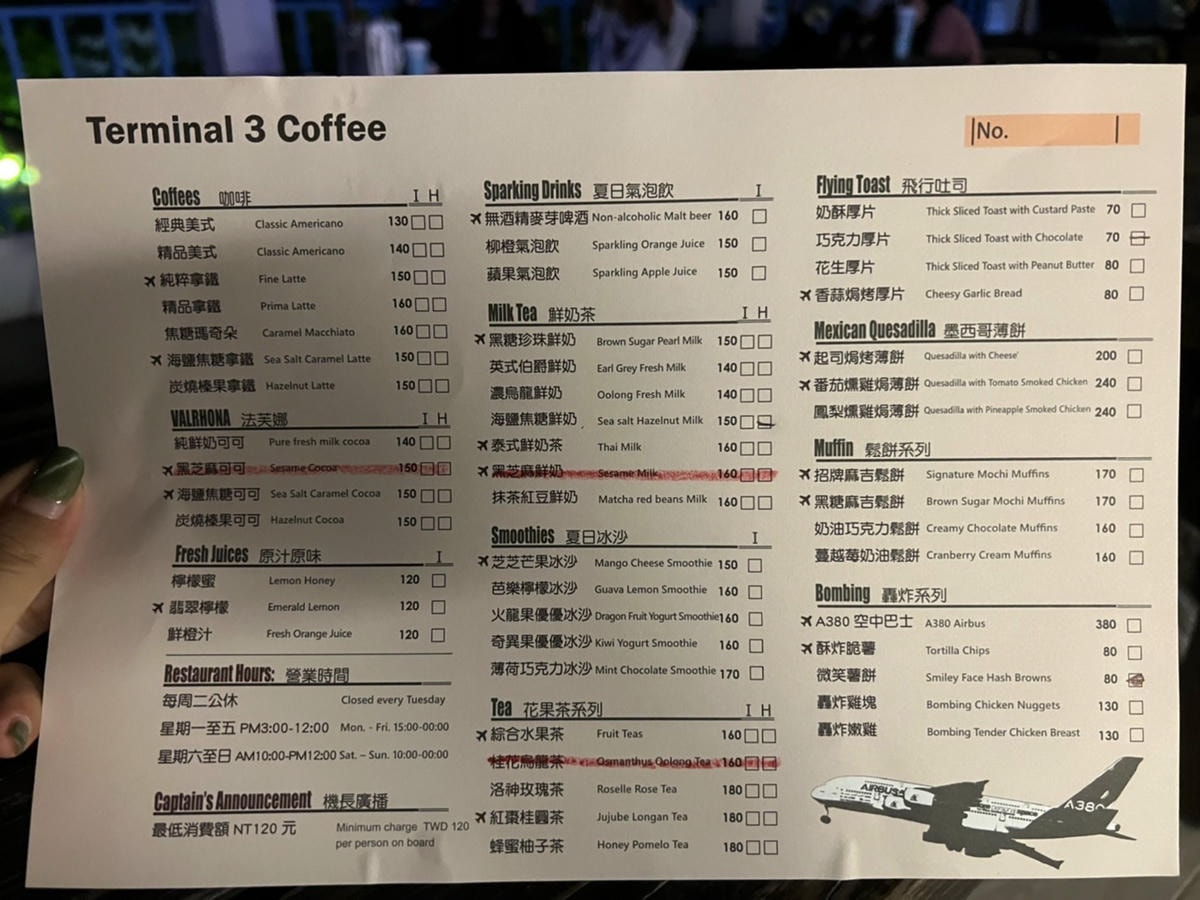 Terminal 3 Coffee
No.
Coffees 咖啡 I H
經典美式 Classic Americano 130
精品美式 Classic Americano 140
純粹拿鐵 Fine Latte 150
精品拿鐵 Prima Latte 160
焦糖瑪奇朵 Caramel Macchiato 160
海鹽焦糖拿鐵 Sea Salt Caramel Latte 150
炭燒榛果拿鐵 Hazelnut Latte 150
VALRHONA 法芙娜 I H
純鮮奶可可 Pure fresh milk cocoa 140
黑芝麻可可 Sesame Cocoa 150
海鹽焦糖可可 Sea Salt Caramel Cocoa 150
炭燒榛果可可 Hazelnut Cocoa 150
Fresh Juices 原汁原味 I
檸檬蜜 Lemon Honey 120
翡翠檸檬 Emerald Lemon 120
鮮橙汁 Fresh Orange Juice 120
Restaurant Hours: 營業時間
每周二公休 Closed every Tuesday
星期一至五 PM3:00-12:00 Mon. - Fri. 15:00-00:00
星期六至日 AM10:00-PM12:00 Sat. – Sun. 10:00-00:00
Captain's Announcement 機長廣播
最低消費額 NT120 元 Minimum charge TWD 120
per person on board
Sparking Drinks 夏日氣泡飲 I
無酒精麥芽啤酒 Non-alcoholic Malt beer 160
柳橙氣泡飲 Sparkling Orange Juice 150
蘋果氣泡飲 Sparkling Apple Juice 150
Milk Tea 鮮奶茶 I H
黑糖珍珠鮮奶 Brown Sugar Pearl Milk 150
英式伯爵鮮奶 Earl Grey Fresh Milk 140
濃烏龍鮮奶 Oolong Fresh Milk 140
海鹽焦糖鮮奶 Sea salt Hazelnut Milk 150
泰式鮮奶茶 Thai Milk 160
黑芝麻鮮奶 Sesame Milk 160
抹茶紅豆鮮奶 Matcha red beans Milk 160
Smoothies 夏日冰沙 I
芝芝芒果冰沙 Mango Cheese Smoothie 150
芭樂檸檬冰沙 Guava Lemon Smoothie 160
火龍果優優冰沙 Dragon Fruit Yogurt Smoothie 160
奇異果優優冰沙 Kiwi Yogurt Smoothie 160
薄荷巧克力冰沙 Mint Chocolate Smoothie 170
Tea 花果茶系列 I H
綜合水果茶 Fruit Teas 160
桂花烏龍茶 Osmanthus Oolong Tea 160
洛神玫瑰茶 Roselle Rose Tea 180
紅棗桂圓茶 Jujube Longan Tea 180
蜂蜜柚子茶 Honey Pomelo Tea 180
Flying Toast 飛行吐司
奶酥厚片 Thick Sliced Toast with Custard Paste 70
巧克力厚片 Thick Sliced Toast with Chocolate 70
花生厚片 Thick Sliced Toast with Peanut Butter 80
香蒜焗烤厚片 Cheesy Garlic Bread 80
Mexican Quesadilla 墨西哥薄餅
起司焗烤薄餅 Quesadilla with Cheese' 200
番茄燻雞焗薄餅 Quesadilla with Tomato Smoked Chicken 240
鳳梨燻雞焗薄餅 Quesadilla with Pineapple Smoked Chicken 240
Muffin 鬆餅系列
招牌麻吉鬆餅 Signature Mochi Muffins 170
黑糖麻吉鬆餅 Brown Sugar Mochi Muffins 170
奶油巧克力鬆餅 Creamy Chocolate Muffins 160
蔓越莓奶油鬆餅 Cranberry Cream Muffins 160
Bombing 轟炸系列
A380 空中巴士 A380 Airbus 380
酥炸脆薯 Tortilla Chips 80
微笑薯餅 Smiley Face Hash Browns 80
轟炸雞塊 Bombing Chicken Nuggets 130
轟炸嫩雞 Bombing Tender Chicken Breast 130
A380